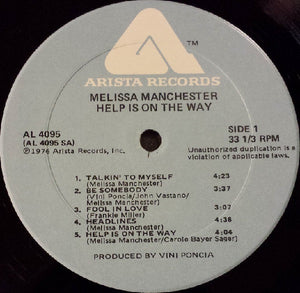 TM
ARISTA RECORDS
MELISSA MANCHESTER
HELP IS ON THE WAY
AL 4095
(AL 4095 SA)
℗1976 Arista Records, Inc.
SIDE 1
33 1/3 RPM
Unauthorized duplication is a
violation of applicable laws.
1. TALKIN' TO MYSELF 4:23
(Melissa Manchester)
2. BE SOMEBODY 3:37
(Vini Poncia/John Vastano/
Melissa Manchester)
3. FOOL IN LOVE 3:07
(Frankie Miller)
4. HEADLINES 4:38
(Melissa Manchester)
5. HELP IS ON THE WAY 4:04
(Melissa Manchester/Carole Bayer Sager)
PRODUCED BY VINI PONCIA